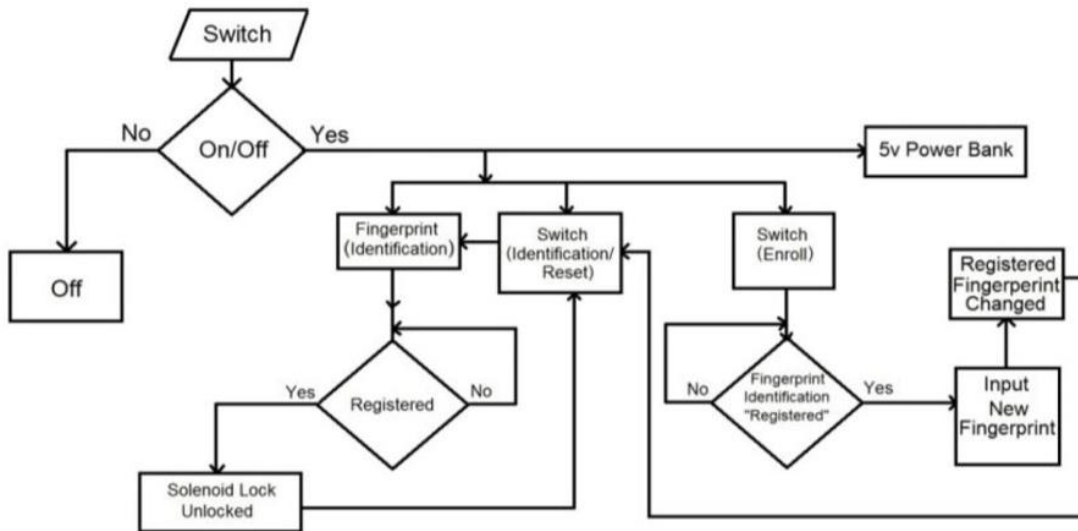 Switch
No
On/Off
Yes
5v Power Bank
Off
Fingerprint
(Identification)
Switch
(Identification/
Reset)
Switch
(Enroll)
Registered
Fingerperint
Changed
Yes
Registered
No
No
Fingerprint
Identification
"Registered"
Yes
Input
New
Fingerprint
Solenoid Lock
Unlocked